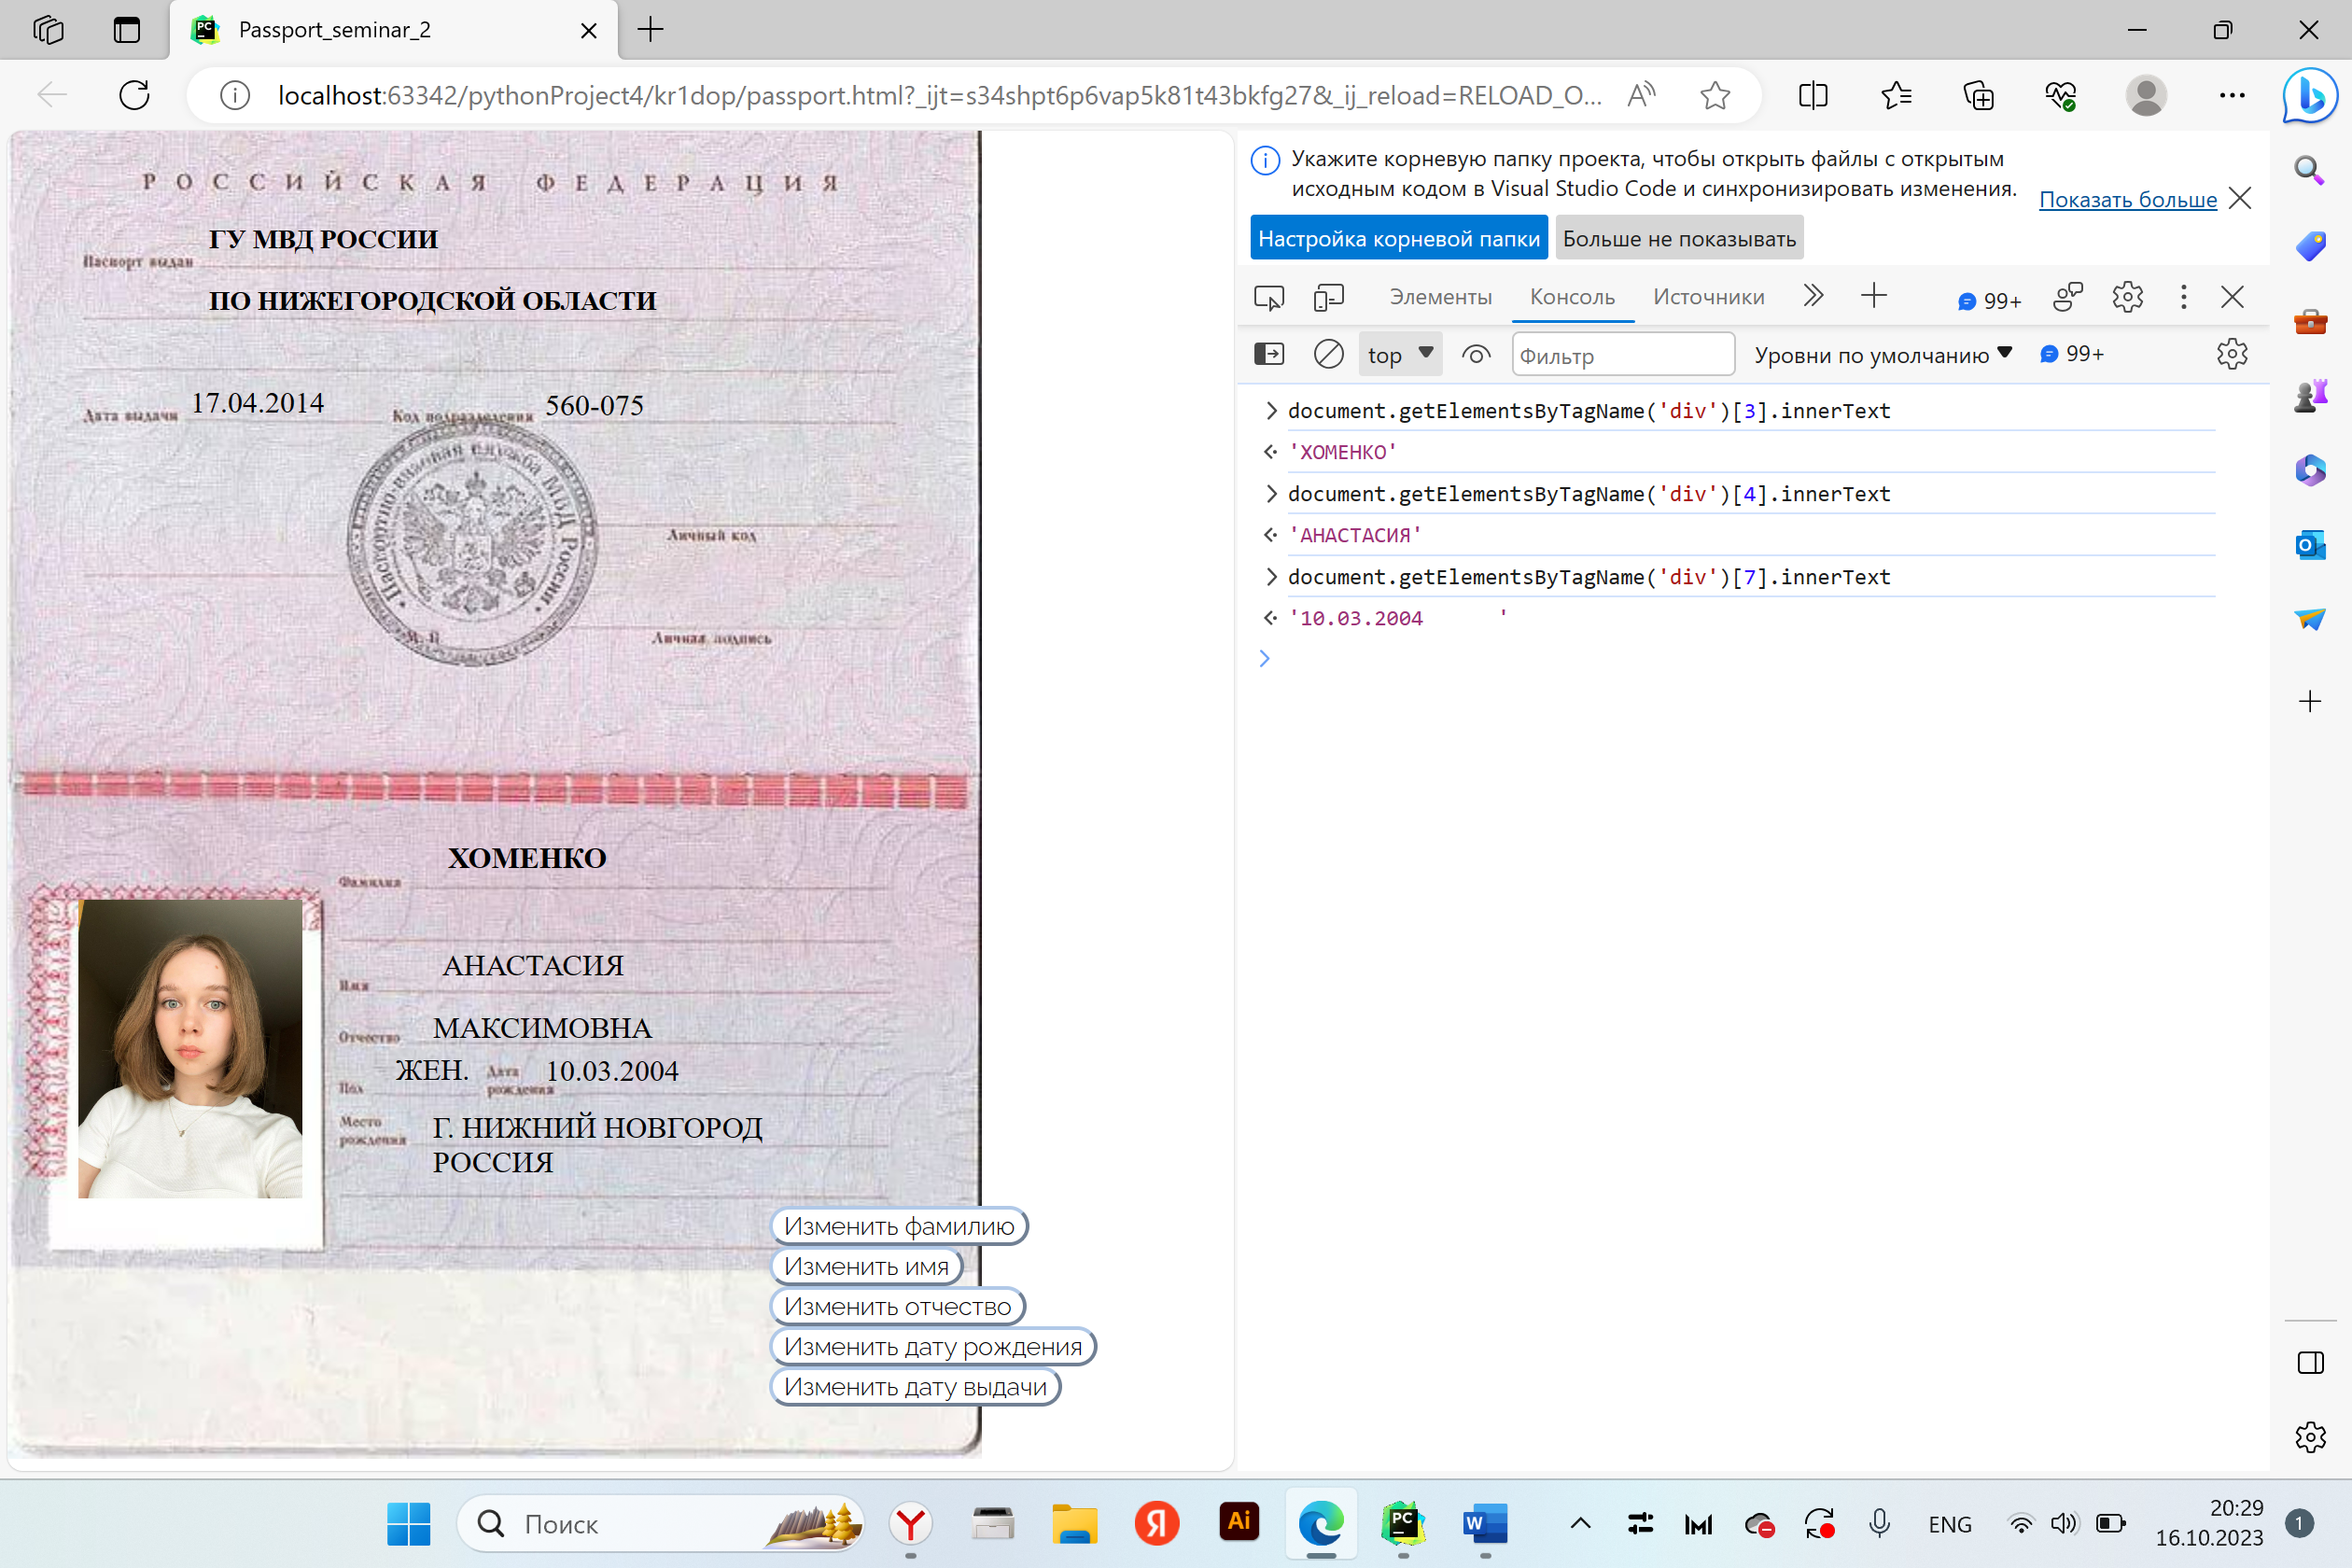 Passport_seminar_2
localhost:63342/pythonProject4/kr1dop/passport.html?_ijt=s34shpt6p6vap5k81t43bkfg27&_ij_reload=RELOAD_O...
РОССИЙСКАЯ ФЕДЕРАЦИЯ
ГУ МВД РОССИИ
Паспорт выдан
ПО НИЖЕГОРОДСКОЙ ОБЛАСТИ
Дата выдачи 17.04.2014 Код подразделения 560-075
Паспортно-визовая служба МВД России
Личный код
М. П.
Личная подпись
ХОМЕНКО
Фамилия
АНАСТАСИЯ
Имя
Отчество МАКСИМОВНА
Пол ЖЕН. Дата рождения 10.03.2004
Место рождения Г. НИЖНИЙ НОВГОРОД
РОССИЯ
Изменить фамилию
Изменить имя
Изменить отчество
Изменить дату рождения
Изменить дату выдачи
Укажите корневую папку проекта, чтобы открыть файлы с открытым
исходным кодом в Visual Studio Code и синхронизировать изменения.
Показать больше
Настройка корневой папки Больше не показывать
Элементы Консоль Источники 99+
top Фильтр Уровни по умолчанию 99+
document.getElementsByTagName('div')[3].innerText
'ХОМЕНКО'
document.getElementsByTagName('div')[4].innerText
'АНАСТАСИЯ'
document.getElementsByTagName('div')[7].innerText
'10.03.2004 '
Поиск
ENG
20:29
16.10.2023
1